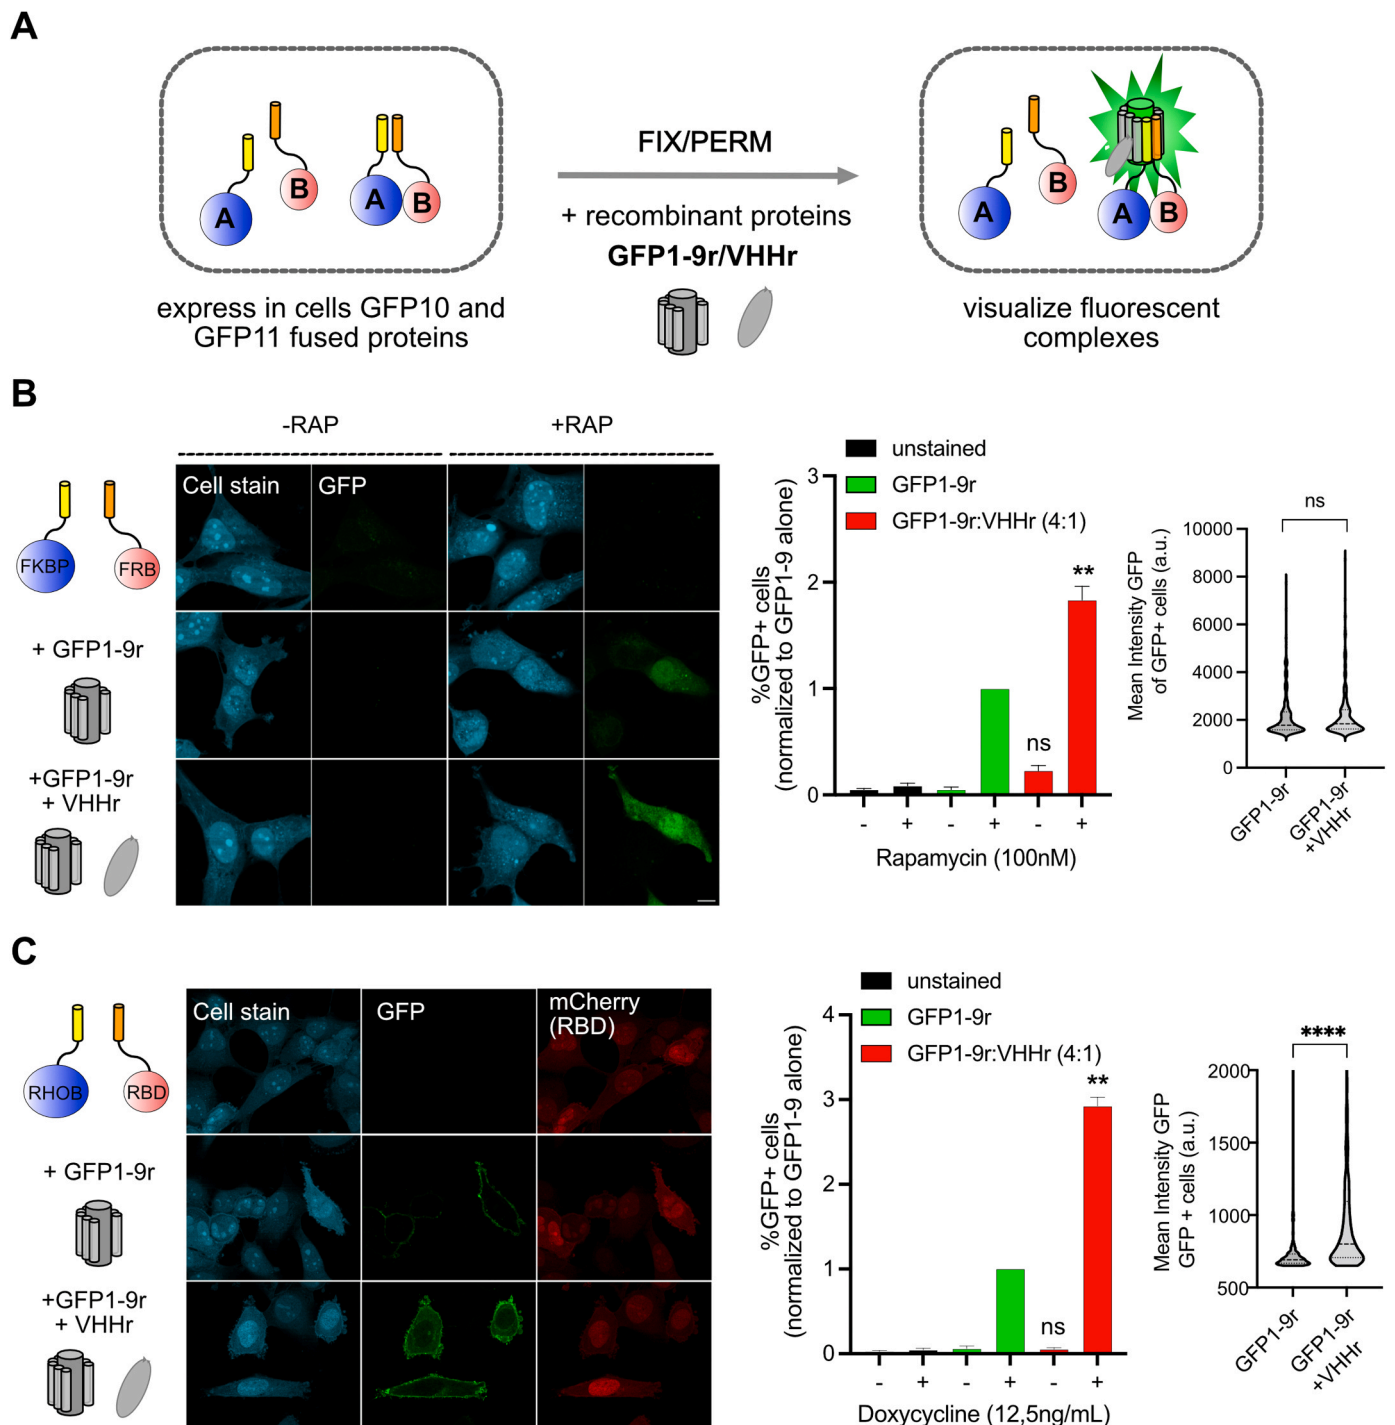 A
A
B
A
B
express in cells GFP10 and
GFP11 fused proteins
FIX/PERM
+ recombinant proteins
GFP1-9r/VHHr
A
B
A
B
visualize fluorescent
complexes
B
-RAP
+RAP
Cell stain
GFP
FKBP
FRB
+ GFP1-9r
+GFP1-9r
+ VHHr
unstained
GFP1-9r
GFP1-9r:VHHr (4:1)
%GFP+ cells
(normalized to GFP1-9 alone)
3
2
1
0
ns
**
- + - + - +
Rapamycin (100nM)
Mean Intensity GFP
of GFP+ cells (a.u.)
10000
8000
6000
4000
2000
0
ns
GFP1-9r
GFP1-9r
+VHHr
C
Cell stain
GFP
mCherry
(RBD)
RHOB
RBD
+ GFP1-9r
+GFP1-9r
+ VHHr
unstained
GFP1-9r
GFP1-9r:VHHr (4:1)
%GFP+ cells
(normalized to GFP1-9 alone)
4
3
2
1
0
ns
**
- + - + - +
Doxycycline (12,5ng/mL)
Mean Intensity GFP
GFP + cells (a.u.)
2000
1500
1000
500
****
GFP1-9r
GFP1-9r
+VHHr